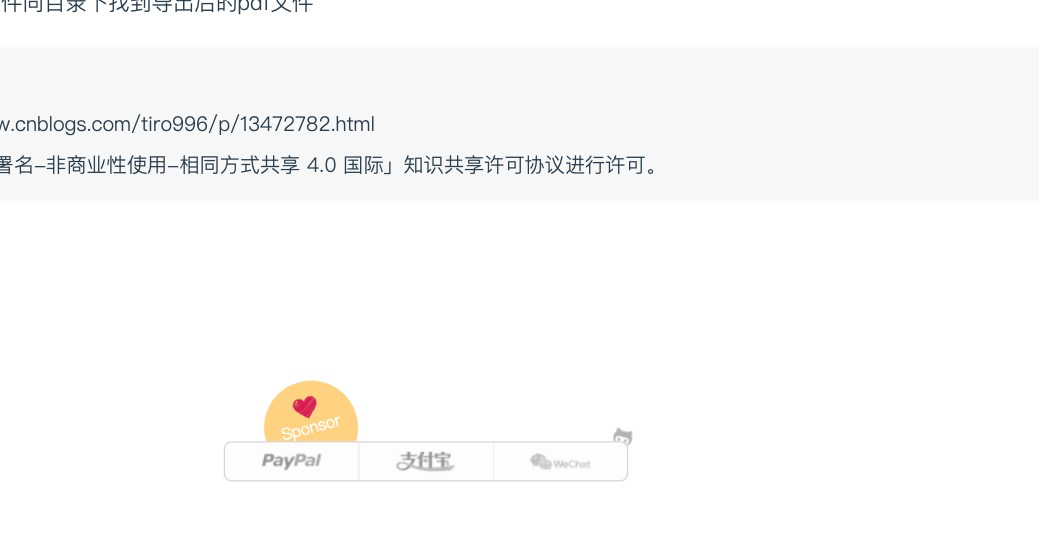 件同目录下找到导出后的pdf文件
w.cnblogs.com/tiro996/p/13472782.html
署名-非商业性使用-相同方式共享 4.0 国际」知识共享许可协议进行许可。
Sponsor
PayPal 支付宝 WeChat